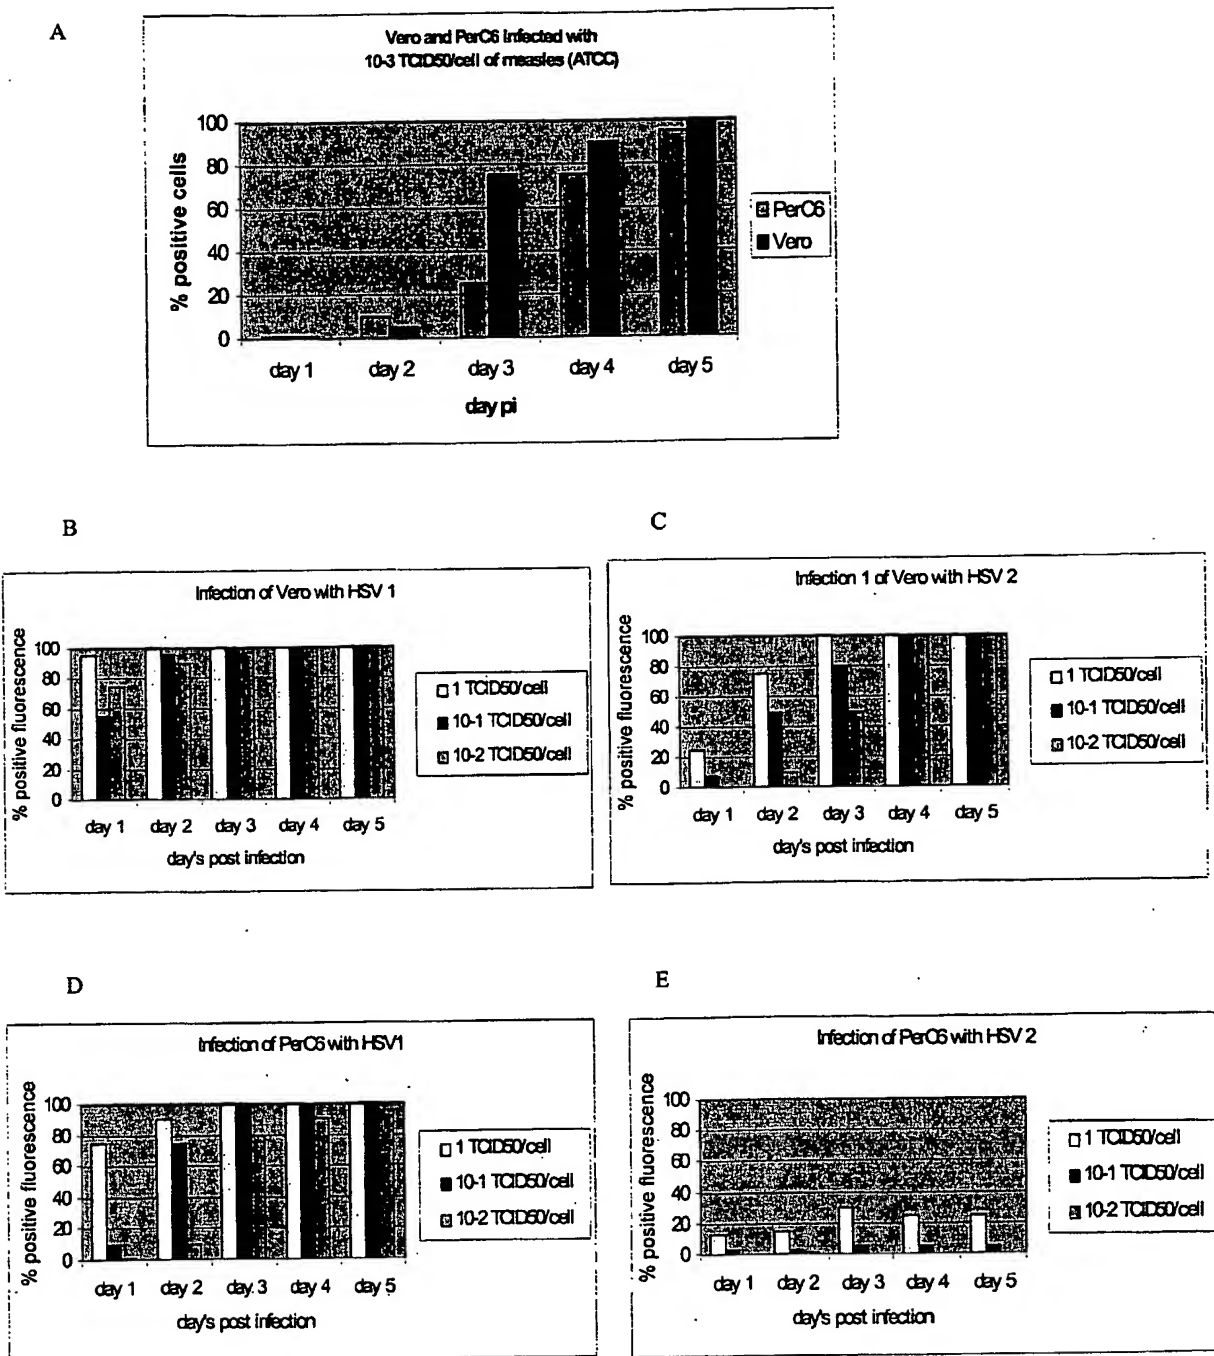 A
Vero and PerC6 Infected with
10-3 TCID50/cell of measles (ATCC)
% positive cells
100
80
60
40
20
0
day 1 day 2 day 3 day 4 day 5
day pi
PerC6
Vero
B
Infection of Vero with HSV 1
% positive fluorescence
100
80
60
40
20
0
day 1 day 2 day 3 day 4 day 5
day's post infection
1 TCID50/cell
10-1 TCID50/cell
10-2 TCID50/cell
C
Infection 1 of Vero with HSV 2
% positive fluorescence
100
80
60
40
20
0
day 1 day 2 day 3 day 4 day 5
day's post infection
1 TCID50/cell
10-1 TCID50/cell
10-2 TCID50/cell
D
Infection of PerC6 with HSV1
% positive fluorescence
100
80
60
40
20
0
day 1 day 2 day 3 day 4 day 5
day's post infection
1 TCID50/cell
10-1 TCID50/cell
10-2 TCID50/cell
E
Infection of PerC6 with HSV 2
% positive fluorescence
100
80
60
40
20
0
day 1 day 2 day 3 day 4 day 5
day's post infection
1 TCID50/cell
10-1 TCID50/cell
10-2 TCID50/cell